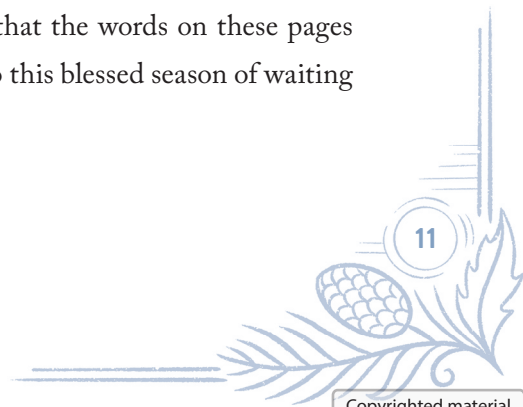 that the words on these pages
this blessed season of waiting
11
Copyrighted material